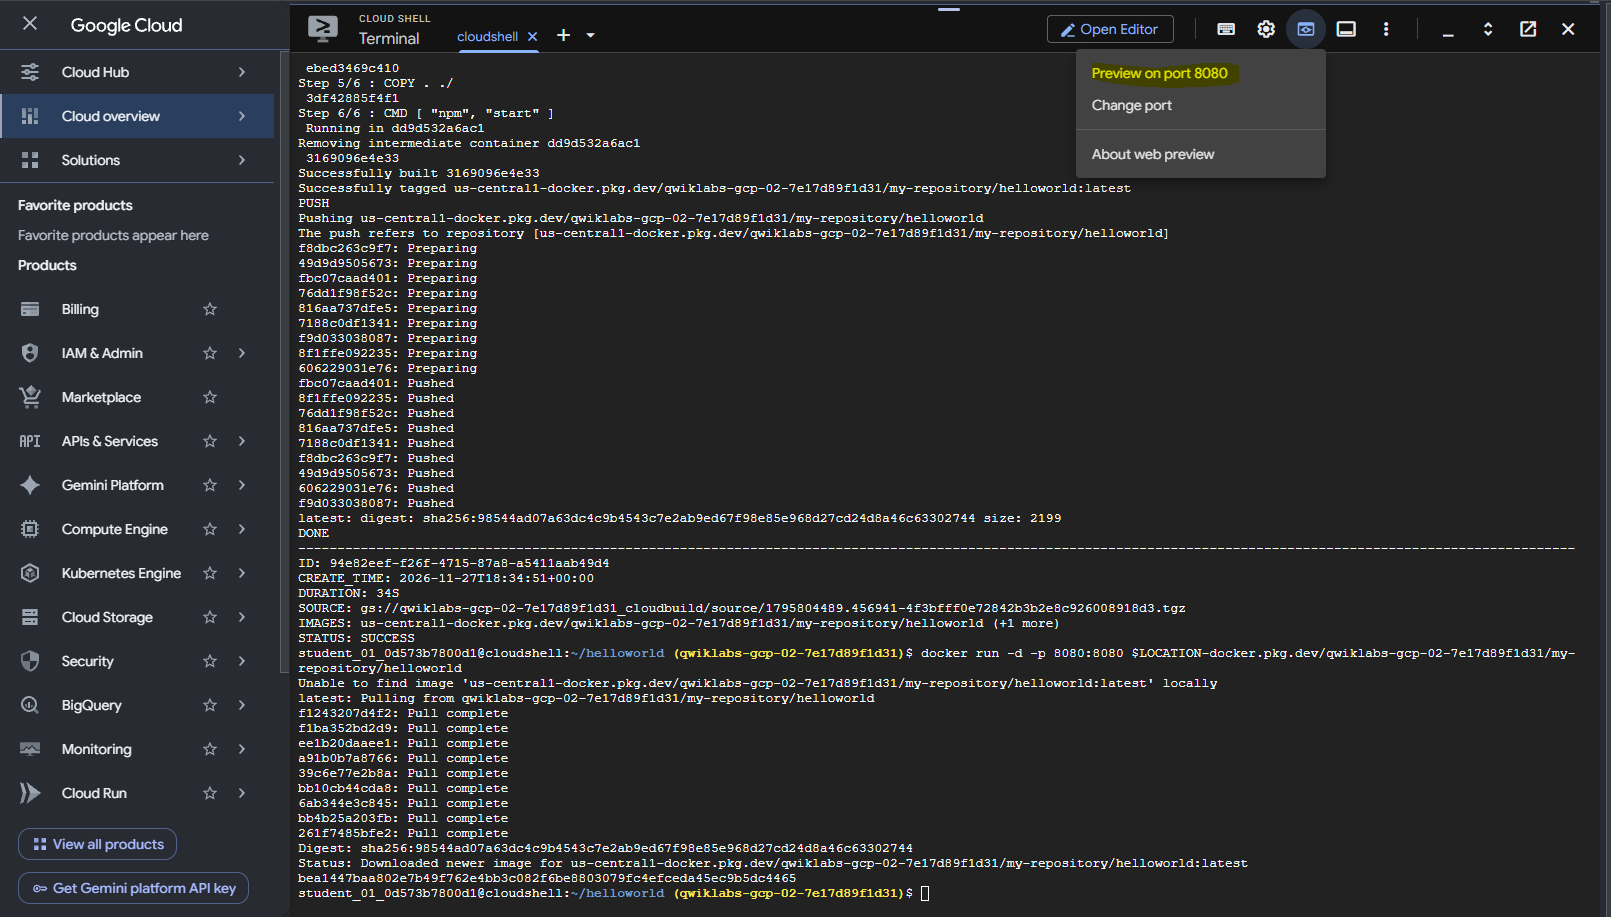 Google Cloud
Cloud Hub
Cloud overview
Solutions
Favorite products
Favorite products appear here
Products
Billing
IAM & Admin
Marketplace
API APIs & Services
Gemini Platform
Compute Engine
Kubernetes Engine
Cloud Storage
Security
BigQuery
Monitoring
Cloud Run
View all products
Get Gemini platform API key
CLOUD SHELL
Terminal
cloudshell
Open Editor
Preview on port 8080
Change port
About web preview
ebed3469c410
Step 5/6 : COPY . ./
3df42885f4f1
Step 6/6 : CMD [ "npm", "start" ]
Running in dd9d532a6ac1
Removing intermediate container dd9d532a6ac1
3169096e4e33
Successfully built 3169096e4e33
Successfully tagged us-central1-docker.pkg.dev/qwiklabs-gcp-02-7e17d89f1d31/my-repository/helloworld:latest
PUSH
Pushing us-central1-docker.pkg.dev/qwiklabs-gcp-02-7e17d89f1d31/my-repository/helloworld
The push refers to repository [us-central1-docker.pkg.dev/qwiklabs-gcp-02-7e17d89f1d31/my-repository/helloworld]
f8dbc263c9f7: Preparing
49d9d9505673: Preparing
fbc07caad401: Preparing
76dd1f98f52c: Preparing
816aa737dfe5: Preparing
7188c0df1341: Preparing
f9d033038087: Preparing
8f1ffe092235: Preparing
606229031e76: Preparing
fbc07caad401: Pushed
8f1ffe092235: Pushed
76dd1f98f52c: Pushed
816aa737dfe5: Pushed
7188c0df1341: Pushed
f8dbc263c9f7: Pushed
49d9d9505673: Pushed
606229031e76: Pushed
f9d033038087: Pushed
latest: digest: sha256:98544ad07a63dc4c9b4543c7e2ab9ed67f98e85e968d27cd24d8a46c63302744 size: 2199
DONE
--------------------------------------------------------------------------------------------------------------------------------------------------------------------
ID: 94e82eef-f26f-4715-87a8-a5411aab49d4
CREATE_TIME: 2026-11-27T18:34:51+00:00
DURATION: 34S
SOURCE: gs://qwiklabs-gcp-02-7e17d89f1d31_cloudbuild/source/1795804489.456941-4f3bfff0e72842b3b2e8c926008918d3.tgz
IMAGES: us-central1-docker.pkg.dev/qwiklabs-gcp-02-7e17d89f1d31/my-repository/helloworld (+1 more)
STATUS: SUCCESS
student_01_0d573b7800d1@cloudshell:~/helloworld (qwiklabs-gcp-02-7e17d89f1d31)$ docker run -d -p 8080:8080 $LOCATION-docker.pkg.dev/qwiklabs-gcp-02-7e17d89f1d31/my-
repository/helloworld
Unable to find image 'us-central1-docker.pkg.dev/qwiklabs-gcp-02-7e17d89f1d31/my-repository/helloworld:latest' locally
latest: Pulling from qwiklabs-gcp-02-7e17d89f1d31/my-repository/helloworld
f1243207d4f2: Pull complete
f1ba352bd2d9: Pull complete
ee1b20daaee1: Pull complete
a91b0b7a8766: Pull complete
39c6e77e2b8a: Pull complete
bb10cb44cda8: Pull complete
6ab344e3c845: Pull complete
bb4b25a203fb: Pull complete
261f7485bfe2: Pull complete
Digest: sha256:98544ad07a63dc4c9b4543c7e2ab9ed67f98e85e968d27cd24d8a46c63302744
Status: Downloaded newer image for us-central1-docker.pkg.dev/qwiklabs-gcp-02-7e17d89f1d31/my-repository/helloworld:latest
bea1447baa802e7b49f762e4bb3c082f6be8803079fc4efceda45ec9b5dc4465
student_01_0d573b7800d1@cloudshell:~/helloworld (qwiklabs-gcp-02-7e17d89f1d31)$